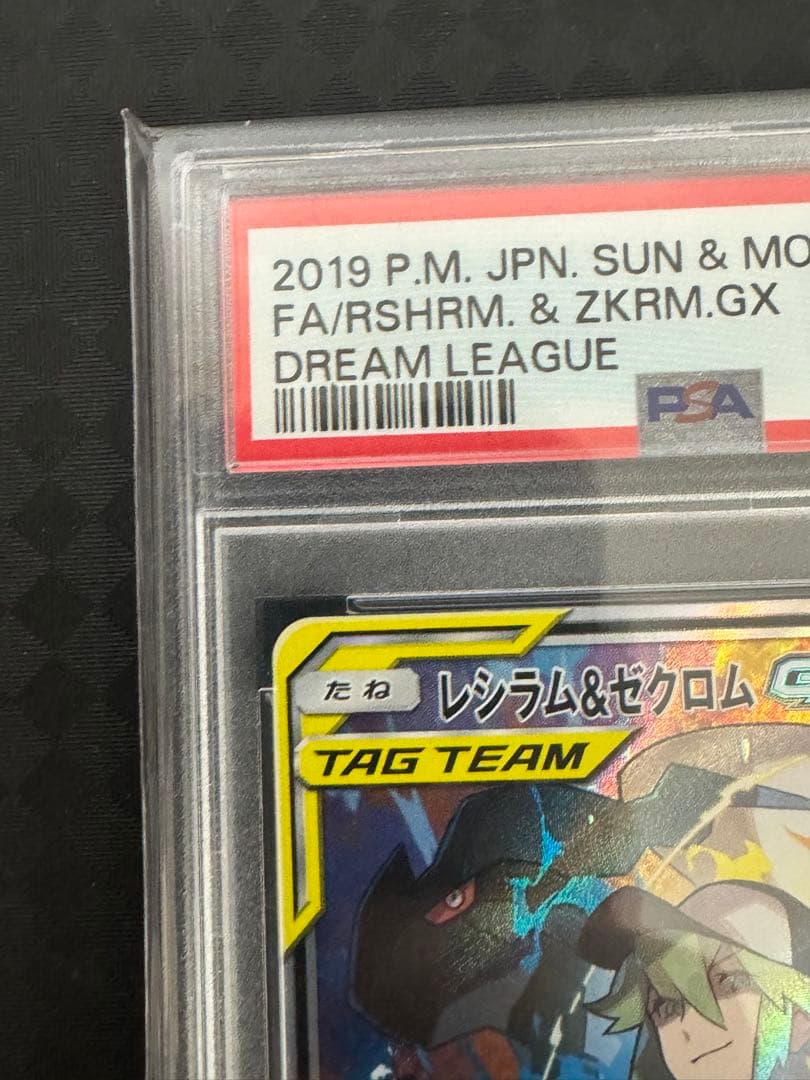 2019 P.M. JPN. SUN & MO
FA/RSHRM. & ZKRM.GX
DREAM LEAGUE
PSA
たね レシラム&ゼクロム G
TAG TEAM